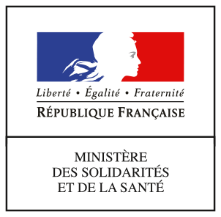 Liberté • Égalité • Fraternité
RÉPUBLIQUE FRANÇAISE
MINISTÈRE
DES SOLIDARITÉS
ET DE LA SANTÉ